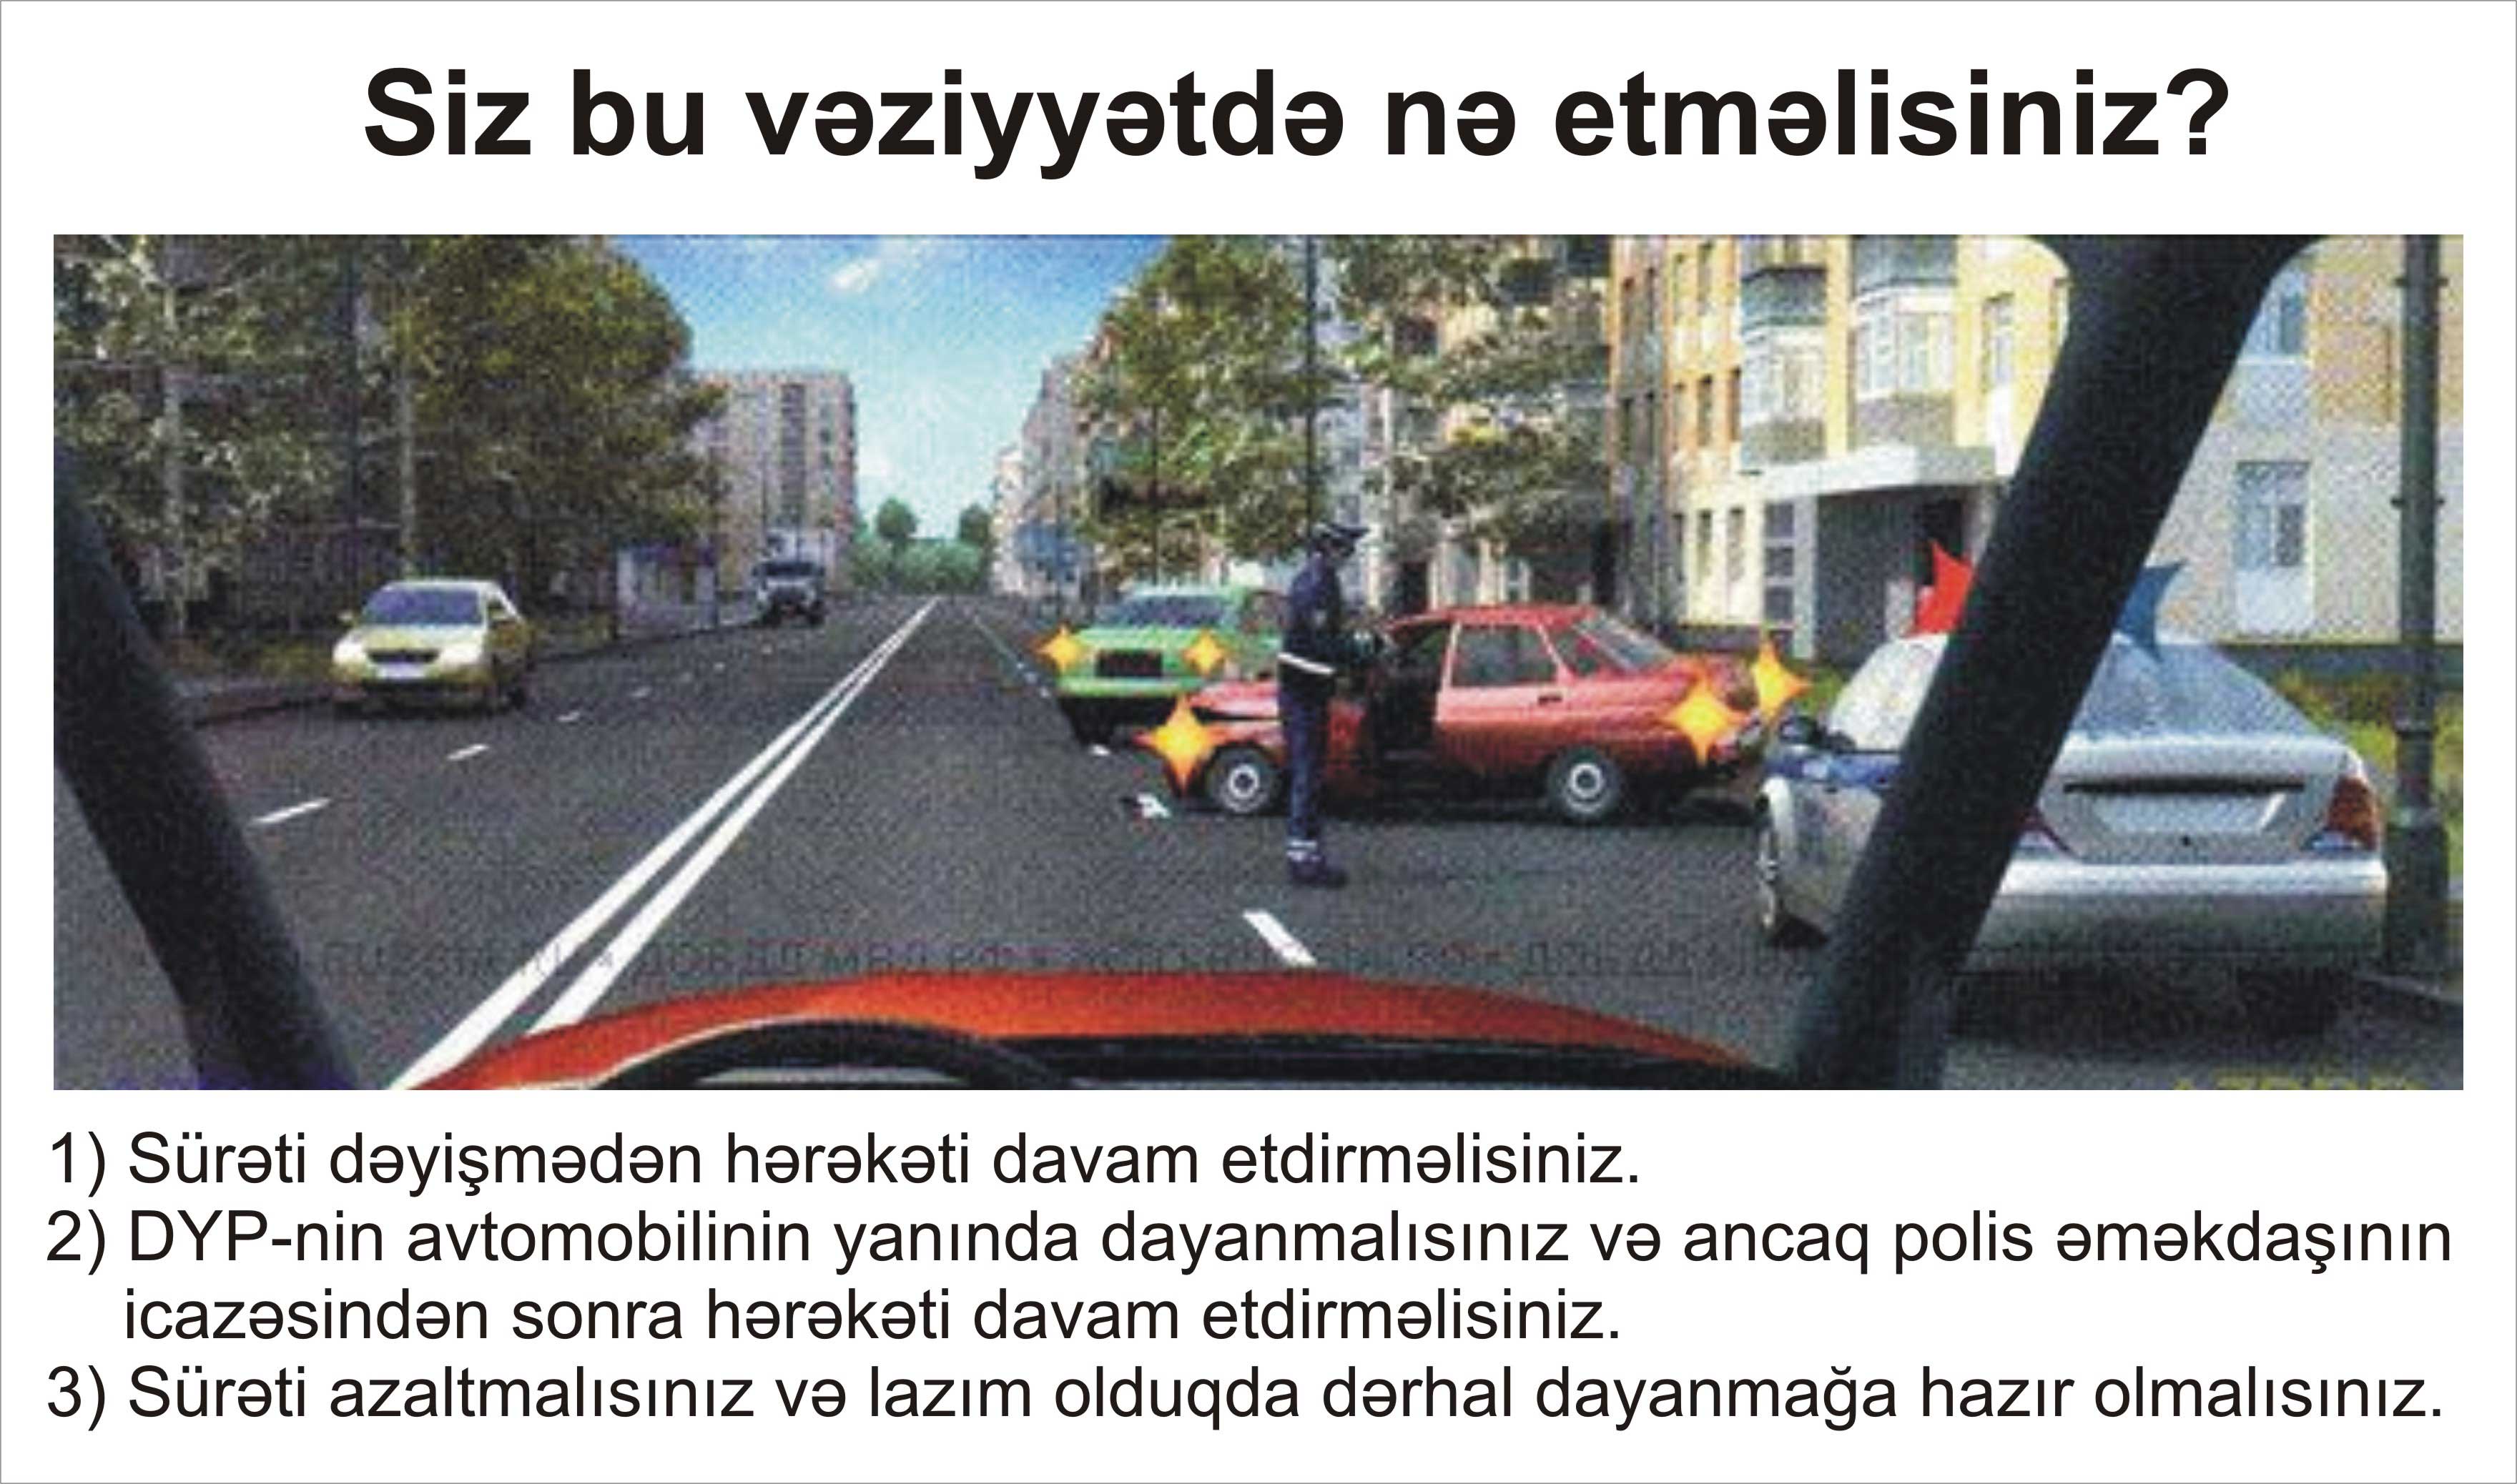 Siz bu vəziyyətdə nə etməlisiniz?
1) Sürəti dəyişmədən hərəkəti davam etdirməlisiniz.
2) DYP-nin avtomobilinin yanında dayanmalısınız və ancaq polis əməkdaşının
icazəsindən sonra hərəkəti davam etdirməlisiniz.
3) Sürəti azaltmalısınız və lazım olduqda dərhal dayanmağa hazır olmalısınız.